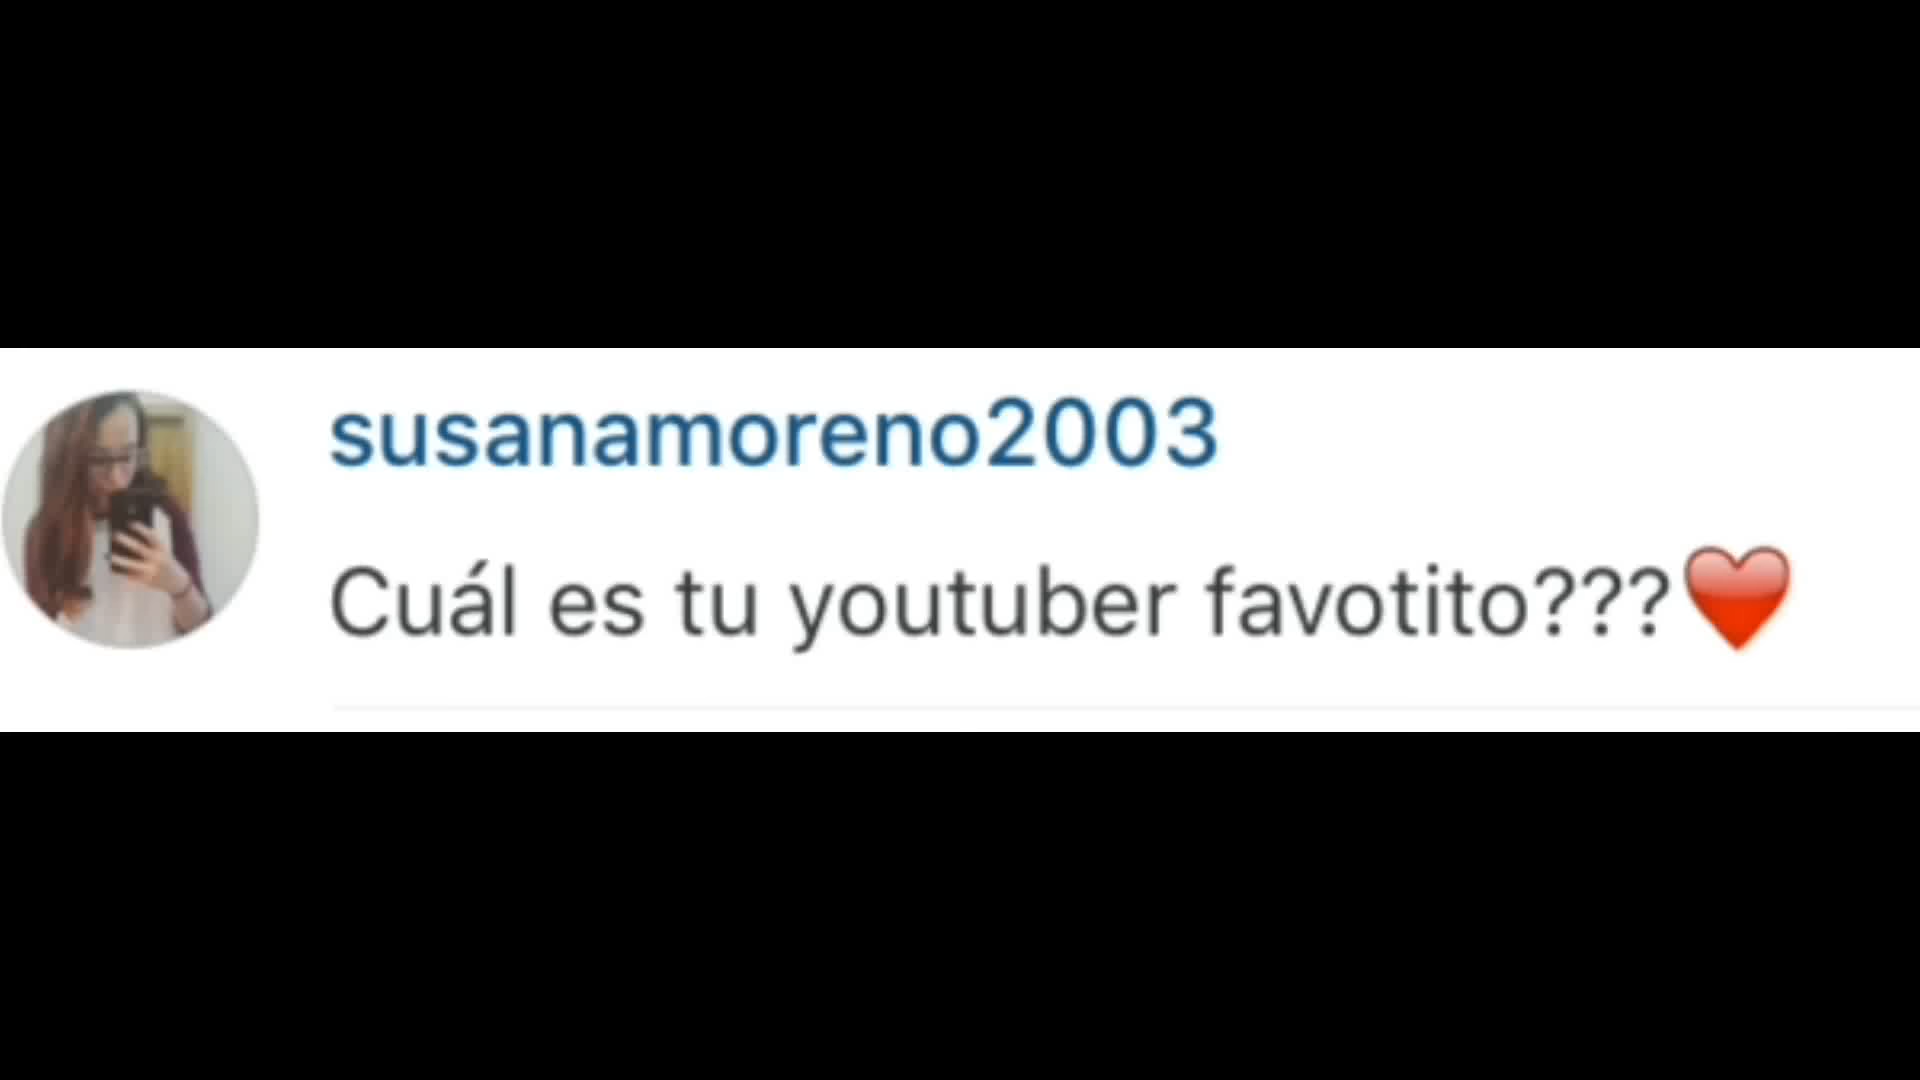 susanamoreno2003
Cuál es tu youtuber favotito???❤️